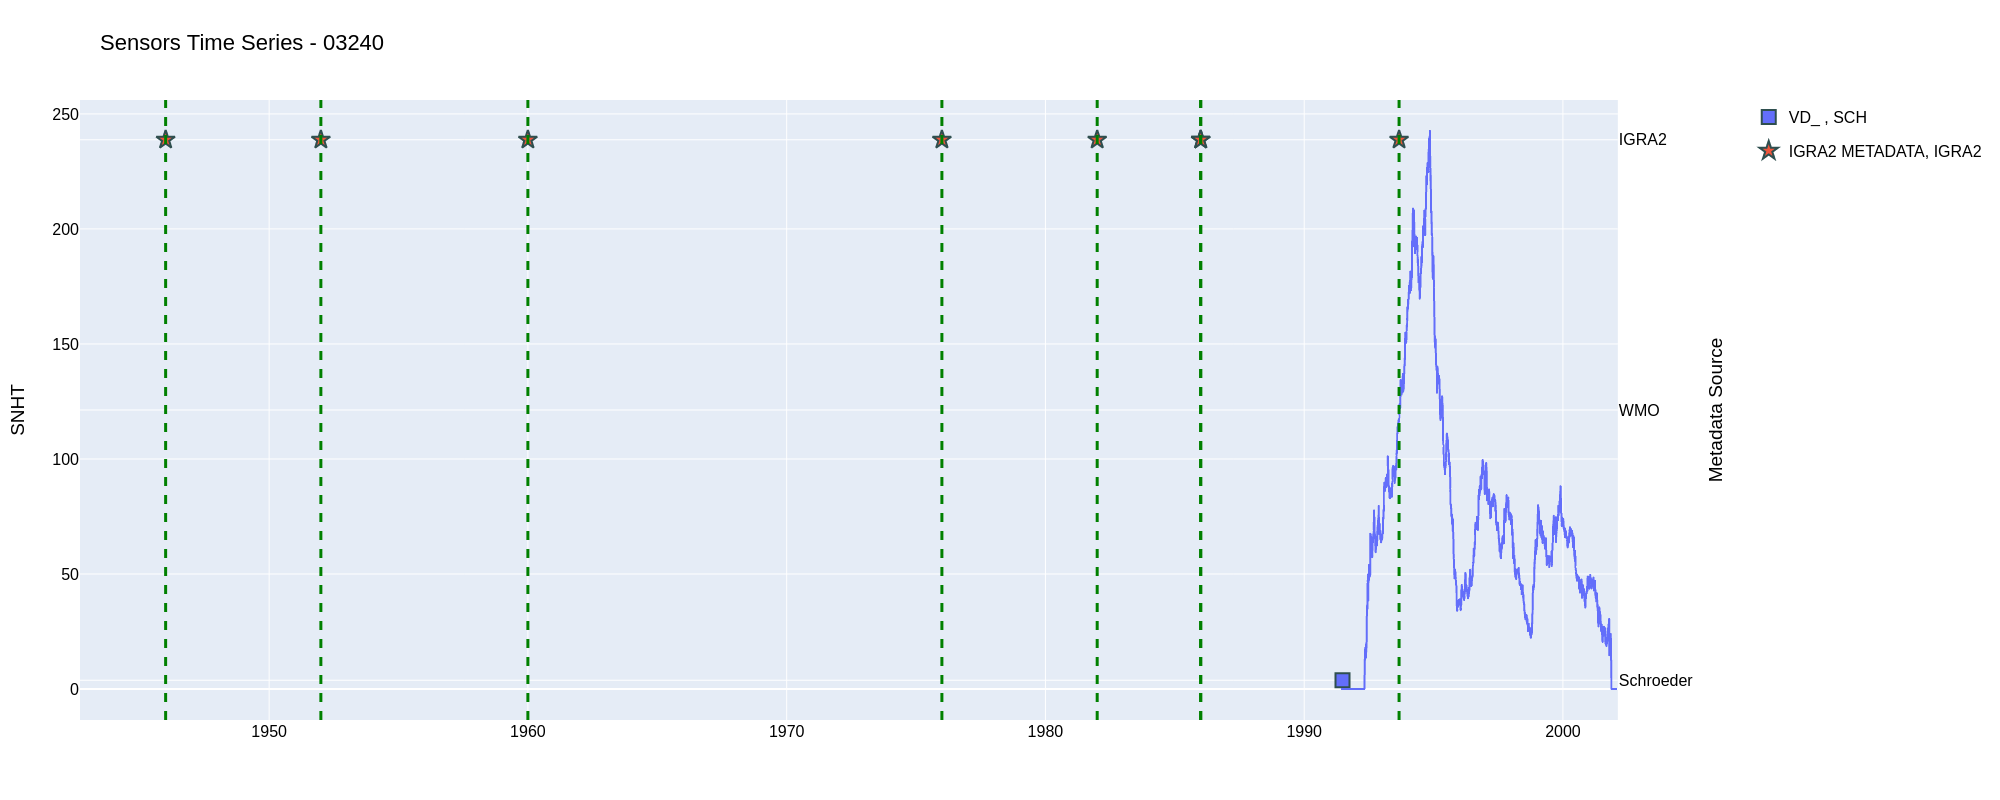 Sensors Time Series - 03240
VD_ , SCH
IGRA2 METADATA, IGRA2
250
200
150
100
50
0
SNHT
IGRA2
WMO
Schroeder
Metadata Source
1950
1960
1970
1980
1990
2000